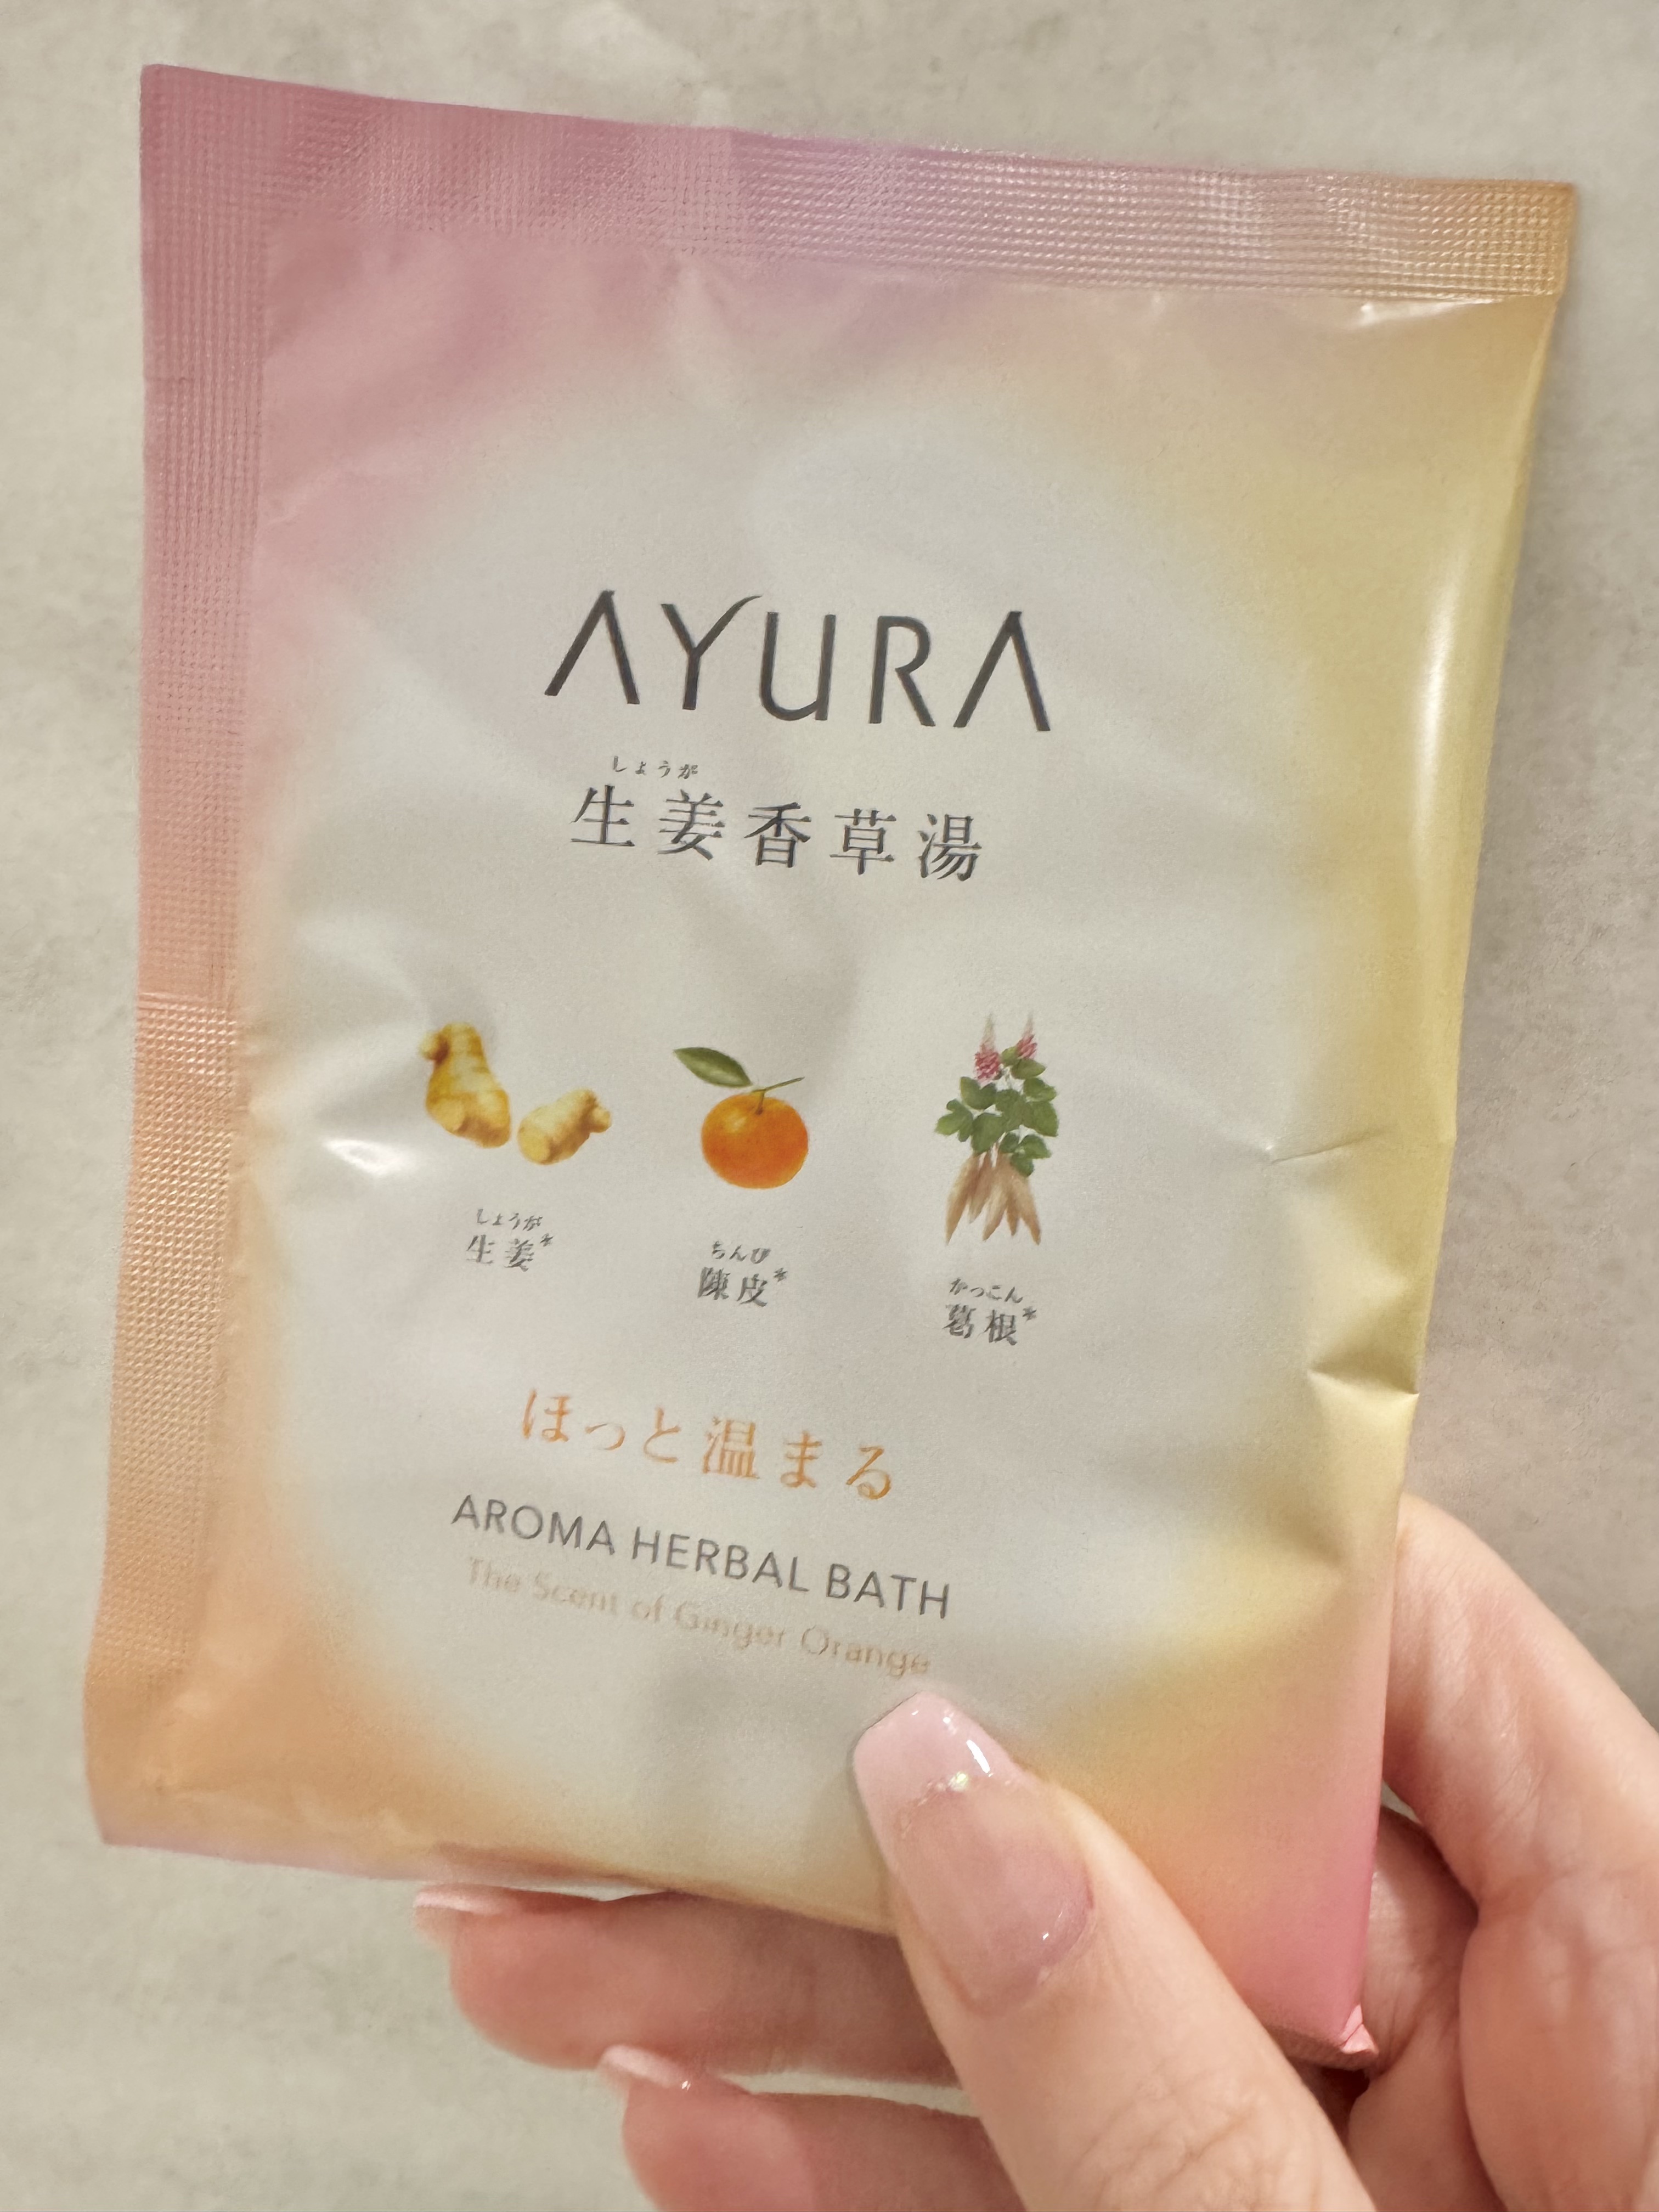 AYURA
しょうが
生姜香草湯
しょうが
生姜*
ちんぴ
陳皮*
かっこん
葛根*
ほっと温まる
AROMA HERBAL BATH
The Scent of Ginger Orange